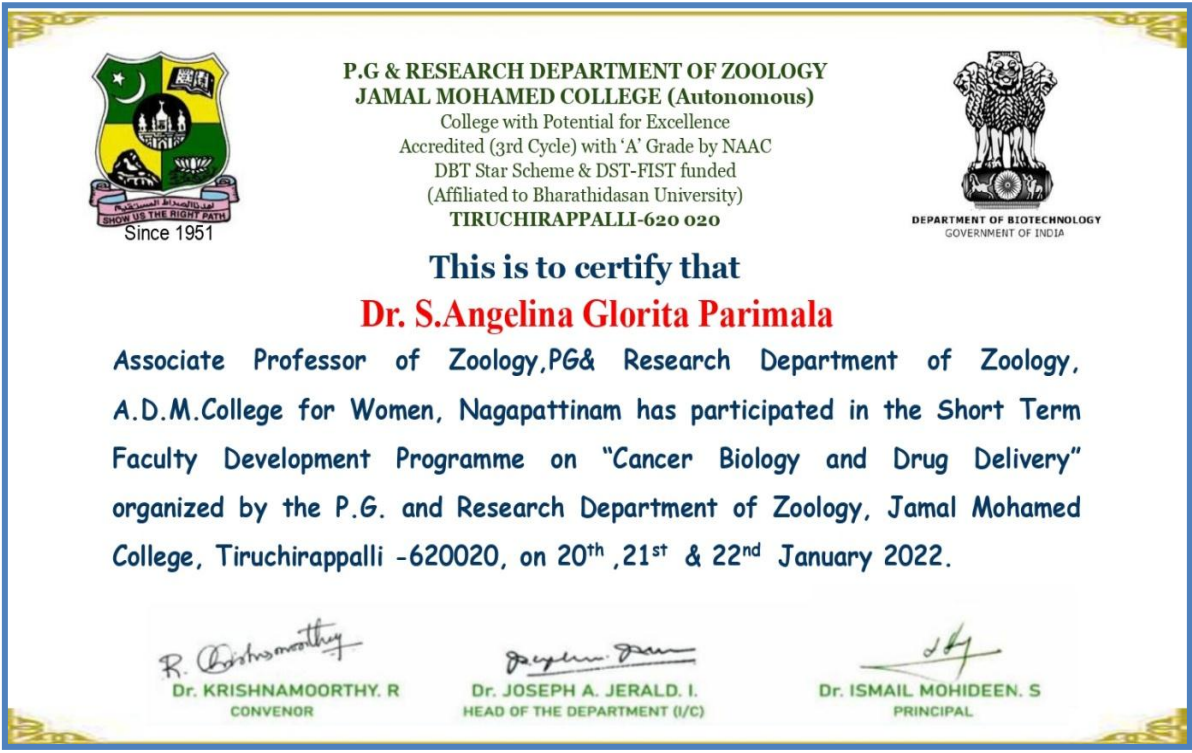 P.G & RESEARCH DEPARTMENT OF ZOOLOGY
JAMAL MOHAMED COLLEGE (Autonomous)
College with Potential for Excellence
Accredited (3rd Cycle) with ‘A’ Grade by NAAC
DBT Star Scheme & DST-FIST funded
(Affiliated to Bharathidasan University)
TIRUCHIRAPPALLI-620 020
SHOW US THE RIGHT PATH
Since 1951
DEPARTMENT OF BIOTECHNOLOGY
GOVERNMENT OF INDIA
This is to certify that
Dr. S.Angelina Glorita Parimala
Associate Professor of Zoology,PG& Research Department of Zoology,
A.D.M.College for Women, Nagapattinam has participated in the Short Term
Faculty Development Programme on “Cancer Biology and Drug Delivery”
organized by the P.G. and Research Department of Zoology, Jamal Mohamed
College, Tiruchirappalli -620020, on 20th ,21st & 22nd January 2022.
Dr. KRISHNAMOORTHY. R
CONVENOR
Dr. JOSEPH A. JERALD. I.
HEAD OF THE DEPARTMENT (I/C)
Dr. ISMAIL MOHIDEEN. S
PRINCIPAL